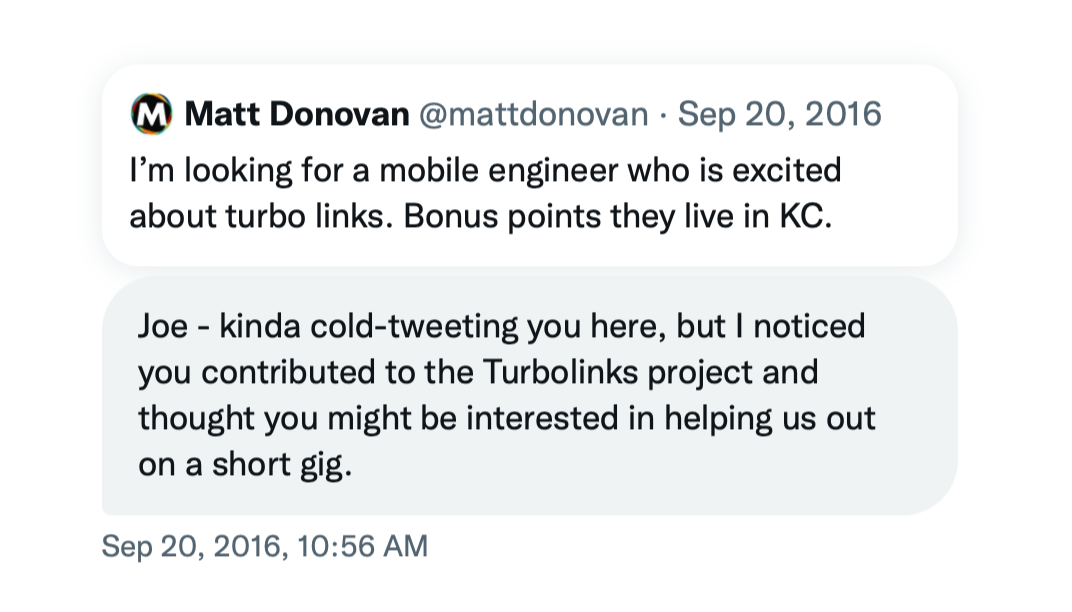 M Matt Donovan @mattdonovan · Sep 20, 2016
I’m looking for a mobile engineer who is excited
about turbo links. Bonus points they live in KC.
Joe - kinda cold-tweeting you here, but I noticed
you contributed to the Turbolinks project and
thought you might be interested in helping us out
on a short gig.
Sep 20, 2016, 10:56 AM